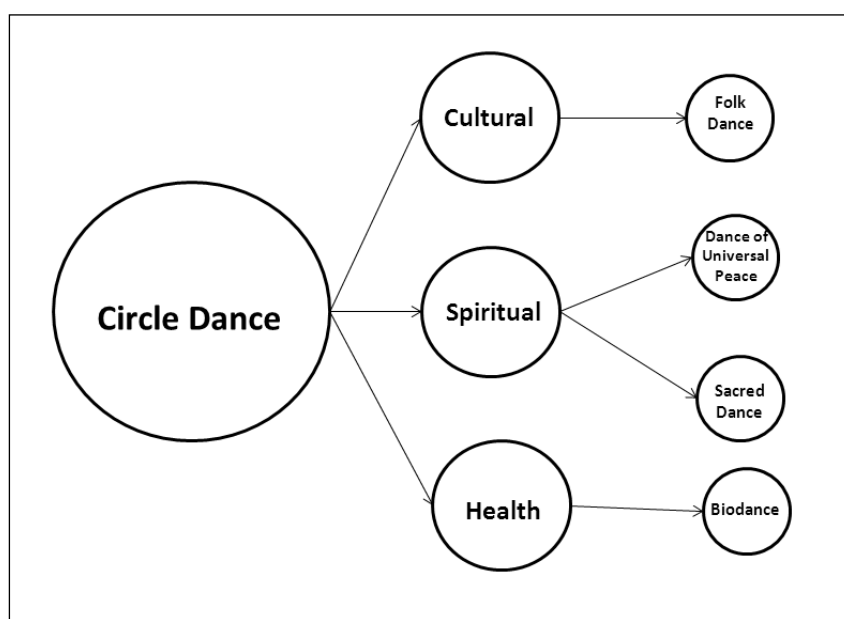 Circle Dance
Cultural
Folk
Dance
Spiritual
Dance of
Universal
Peace
Sacred
Dance
Health
Biodance